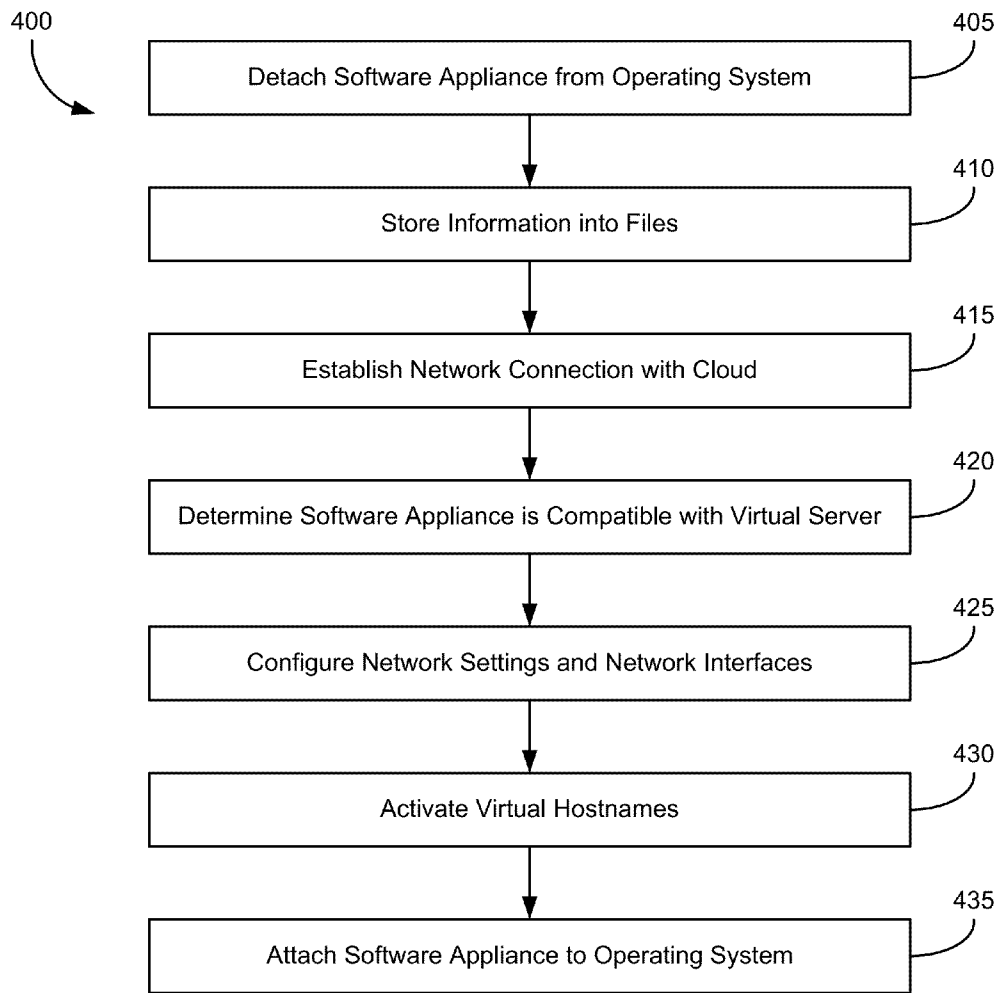 400
405
Detach Software Appliance from Operating System
410
Store Information into Files
415
Establish Network Connection with Cloud
420
Determine Software Appliance is Compatible with Virtual Server
425
Configure Network Settings and Network Interfaces
430
Activate Virtual Hostnames
435
Attach Software Appliance to Operating System